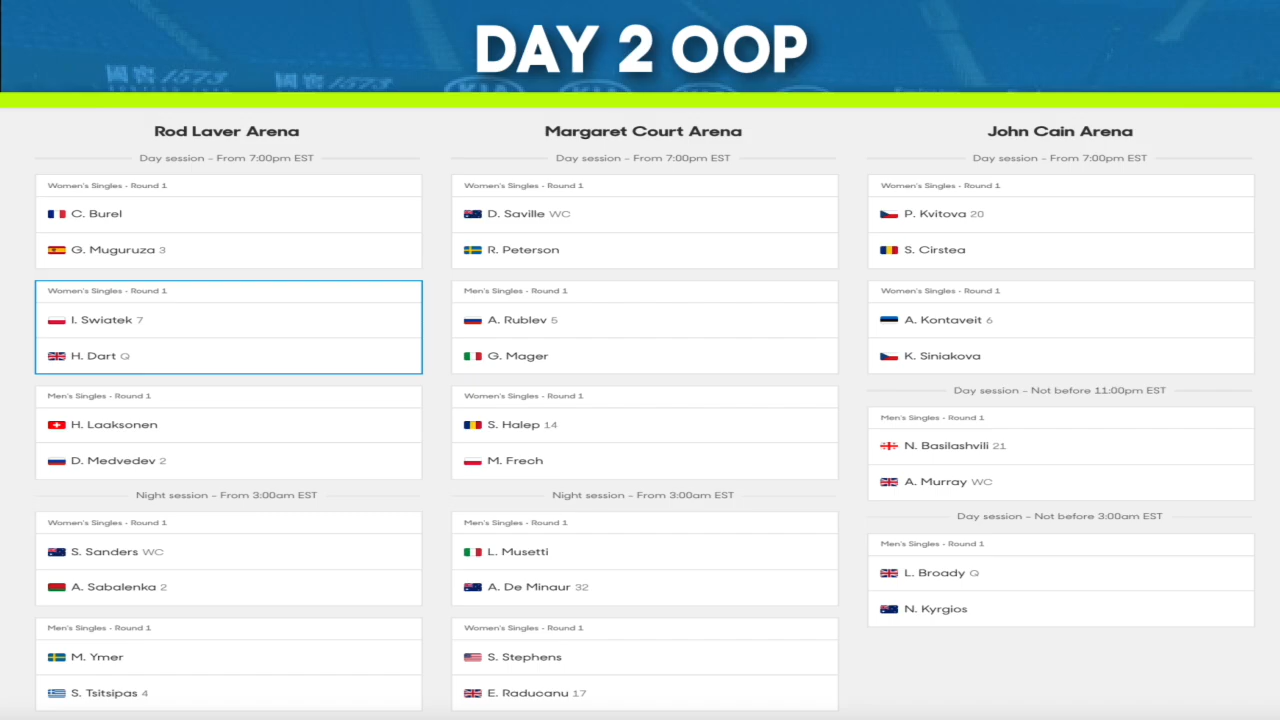 DAY 2 OOP
國窖 1573
國窖 1573
KIA
KIA
Rod Laver Arena
Day session - From 7:00pm EST
Women's Singles - Round 1
C. Burel
G. Muguruza 3
Women's Singles - Round 1
I. Swiatek 7
H. Dart Q
Men's Singles - Round 1
H. Laaksonen
D. Medvedev 2
Night session - From 3:00am EST
Women's Singles - Round 1
S. Sanders WC
A. Sabalenka 2
Men's Singles - Round 1
M. Ymer
S. Tsitsipas 4
Margaret Court Arena
Day session - From 7:00pm EST
Women's Singles - Round 1
D. Saville WC
R. Peterson
Men's Singles - Round 1
A. Rublev 5
G. Mager
Women's Singles - Round 1
S. Halep 14
M. Frech
Night session - From 3:00am EST
Men's Singles - Round 1
L. Musetti
A. De Minaur 32
Women's Singles - Round 1
S. Stephens
E. Raducanu 17
John Cain Arena
Day session - From 7:00pm EST
Women's Singles - Round 1
P. Kvitova 20
S. Cirstea
Women's Singles - Round 1
A. Kontaveit 6
K. Siniakova
Day session - Not before 11:00pm EST
Men's Singles - Round 1
N. Basilashvili 21
A. Murray WC
Day session - Not before 3:00am EST
Men's Singles - Round 1
L. Broady Q
N. Kyrgios